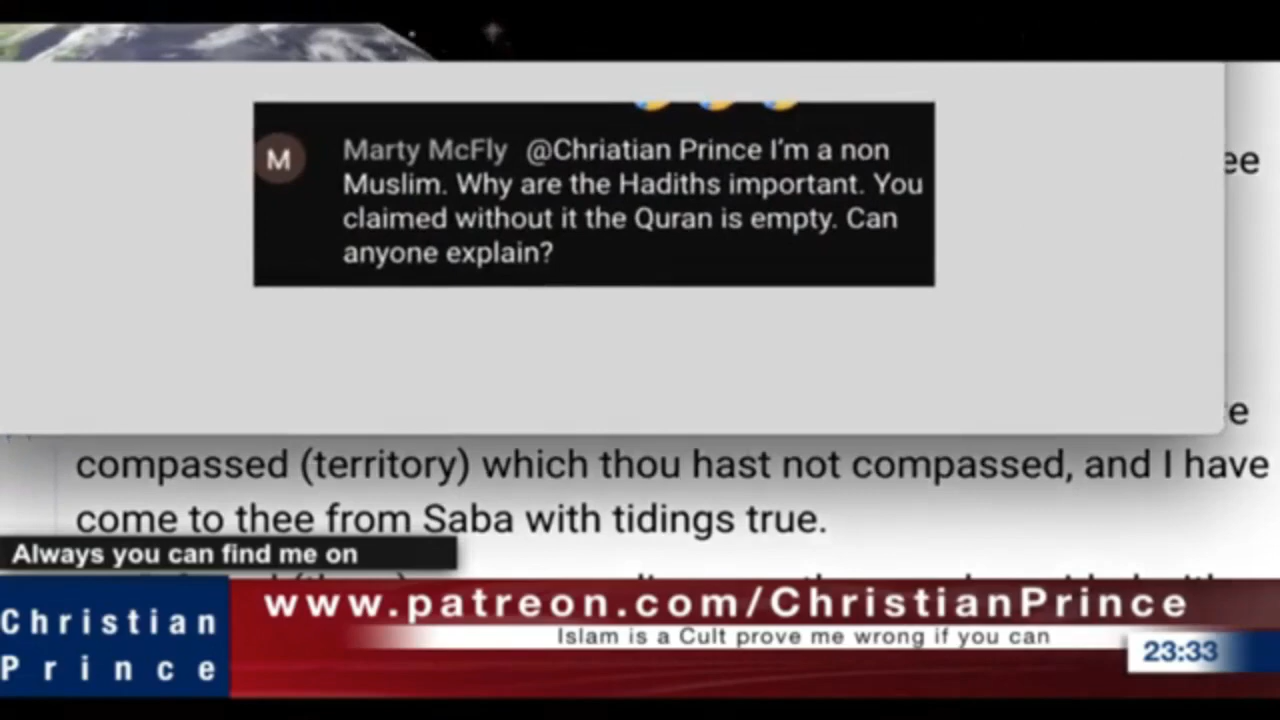 M
Marty McFly @Chriatian Prince I'm a non
Muslim. Why are the Hadiths important. You
claimed without it the Quran is empty. Can
anyone explain?
compassed (territory) which thou hast not compassed, and I have
come to thee from Saba with tidings true.
Always you can find me on
Christian
Prince
www.patreon.com/ChristianPrince
Islam is a Cult prove me wrong if you can
23:33